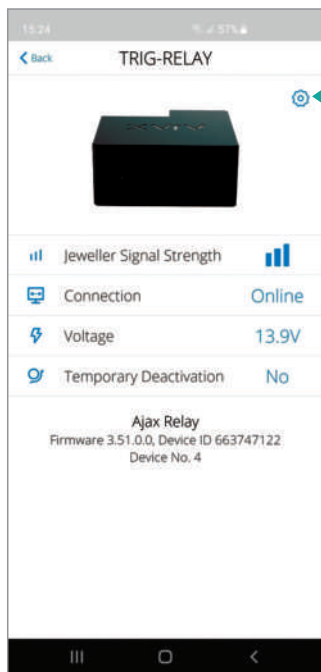 15:24 57%
Back TRIG-RELAY
AJAX
Jeweller Signal Strength
Connection Online
Voltage 13.9V
Temporary Deactivation No
Ajax Relay
Firmware 3.51.0.0, Device ID 663747122
Device No. 4